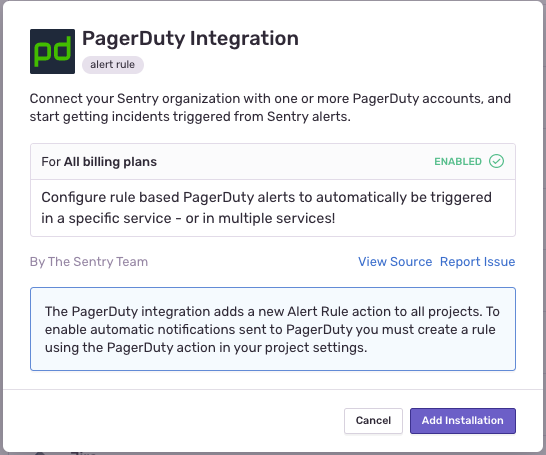 pd
PagerDuty Integration
alert rule
Connect your Sentry organization with one or more PagerDuty accounts, and
start getting incidents triggered from Sentry alerts.
For All billing plans
ENABLED
Configure rule based PagerDuty alerts to automatically be triggered
in a specific service - or in multiple services!
By The Sentry Team
View Source Report Issue
The PagerDuty integration adds a new Alert Rule action to all projects. To
enable automatic notifications sent to PagerDuty you must create a rule
using the PagerDuty action in your project settings.
Cancel
Add Installation